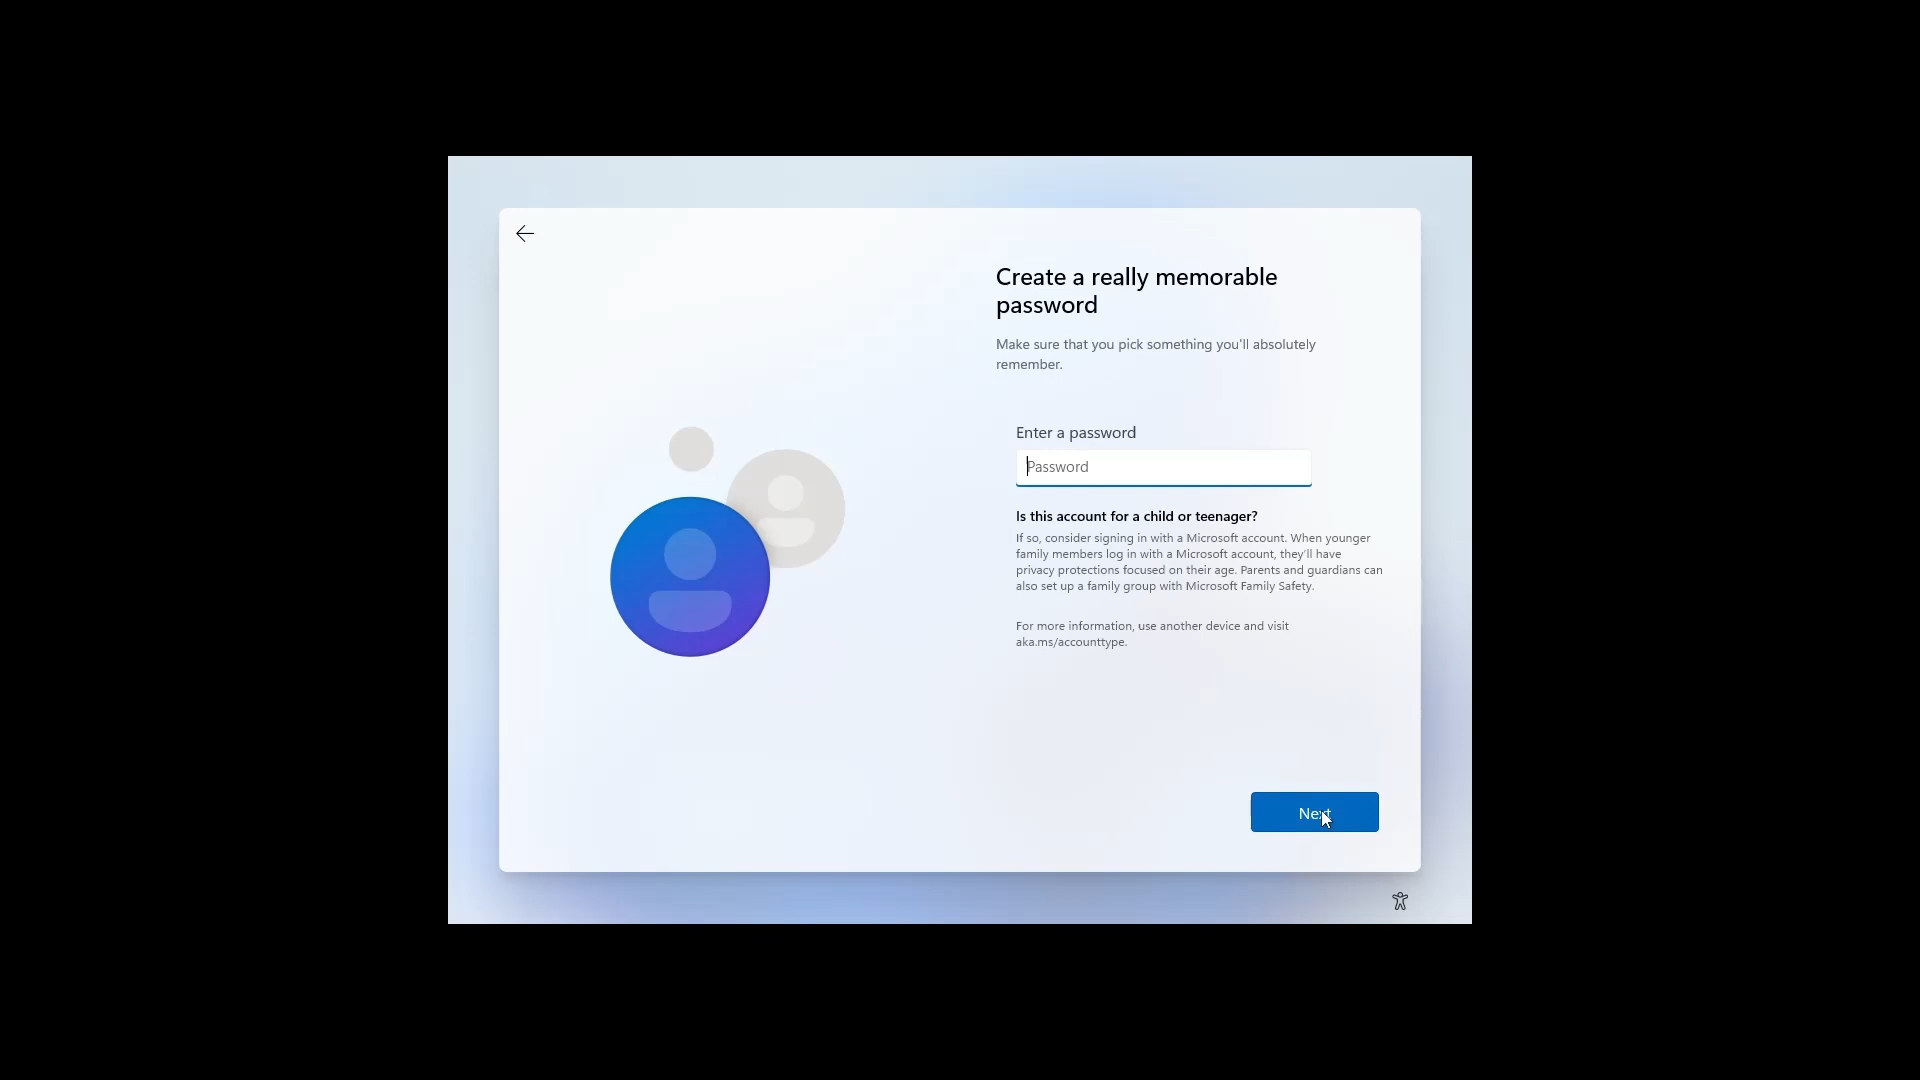 Create a really memorable
password
Make sure that you pick something you'll absolutely
remember.
Enter a password
Password
Is this account for a child or teenager?
If so, consider signing in with a Microsoft account. When younger
family members log in with a Microsoft account, they'll have
privacy protections focused on their age. Parents and guardians can
also set up a family group with Microsoft Family Safety.
For more information, use another device and visit
aka.ms/accounttype.
Next